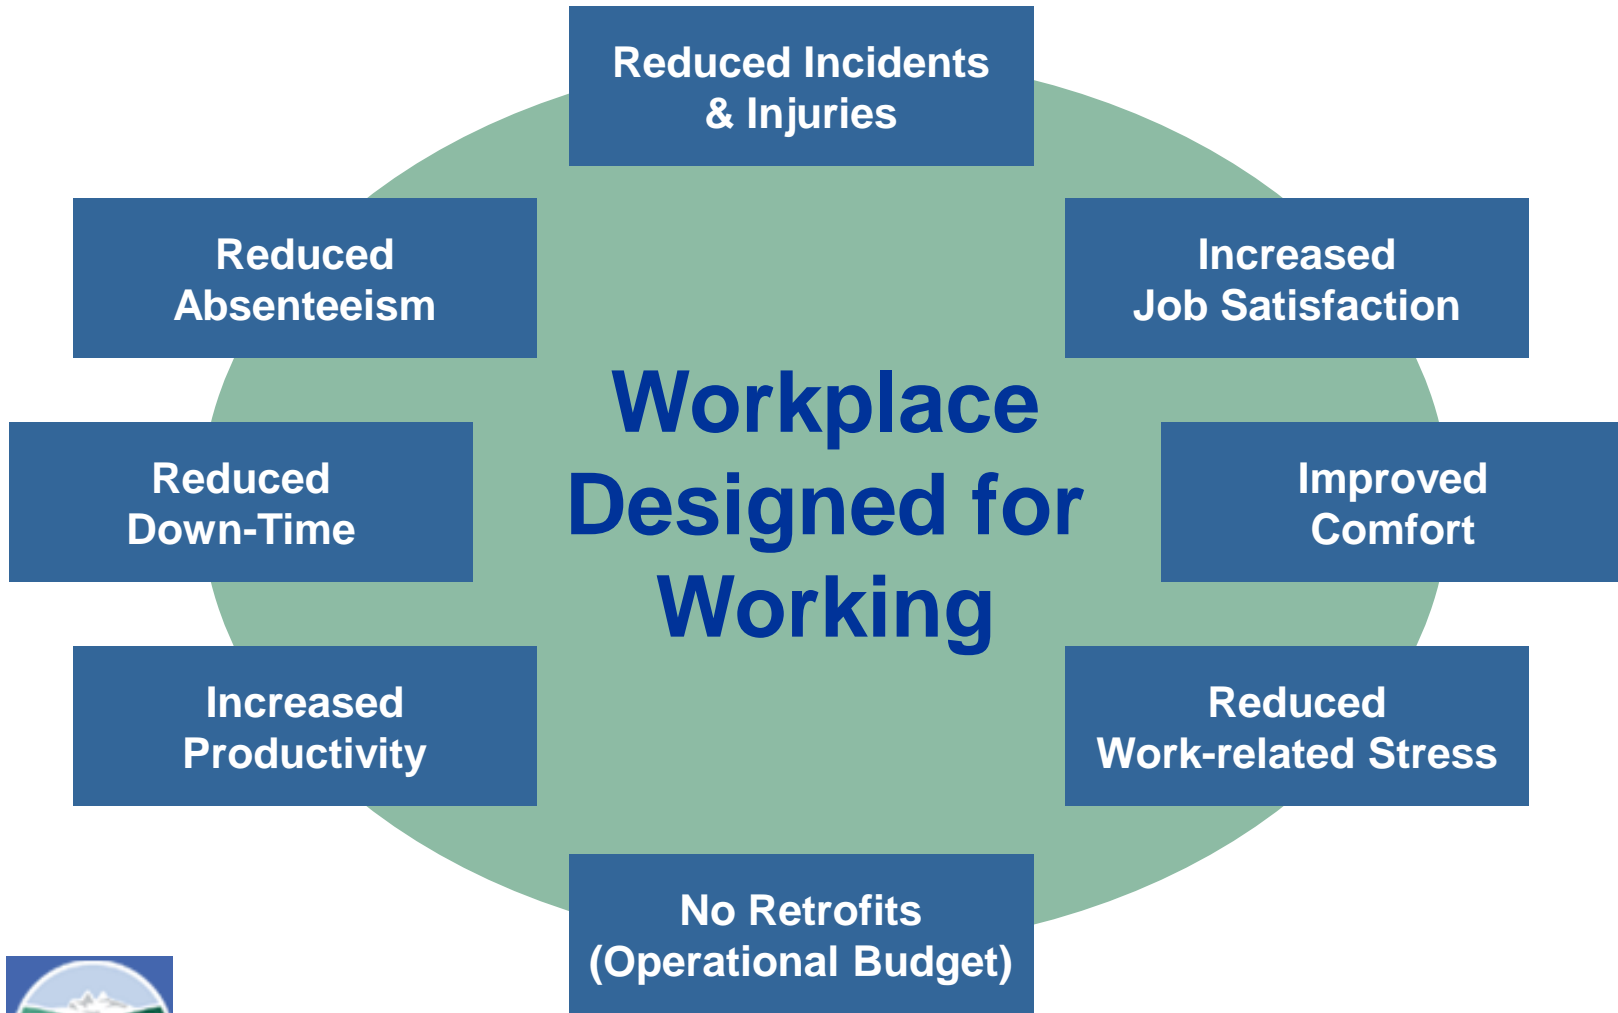 Reduced Incidents
& Injuries
Reduced
Absenteeism
Increased
Job Satisfaction
Workplace
Designed for
Working
Reduced
Down-Time
Improved
Comfort
Increased
Productivity
Reduced
Work-related Stress
No Retrofits
(Operational Budget)